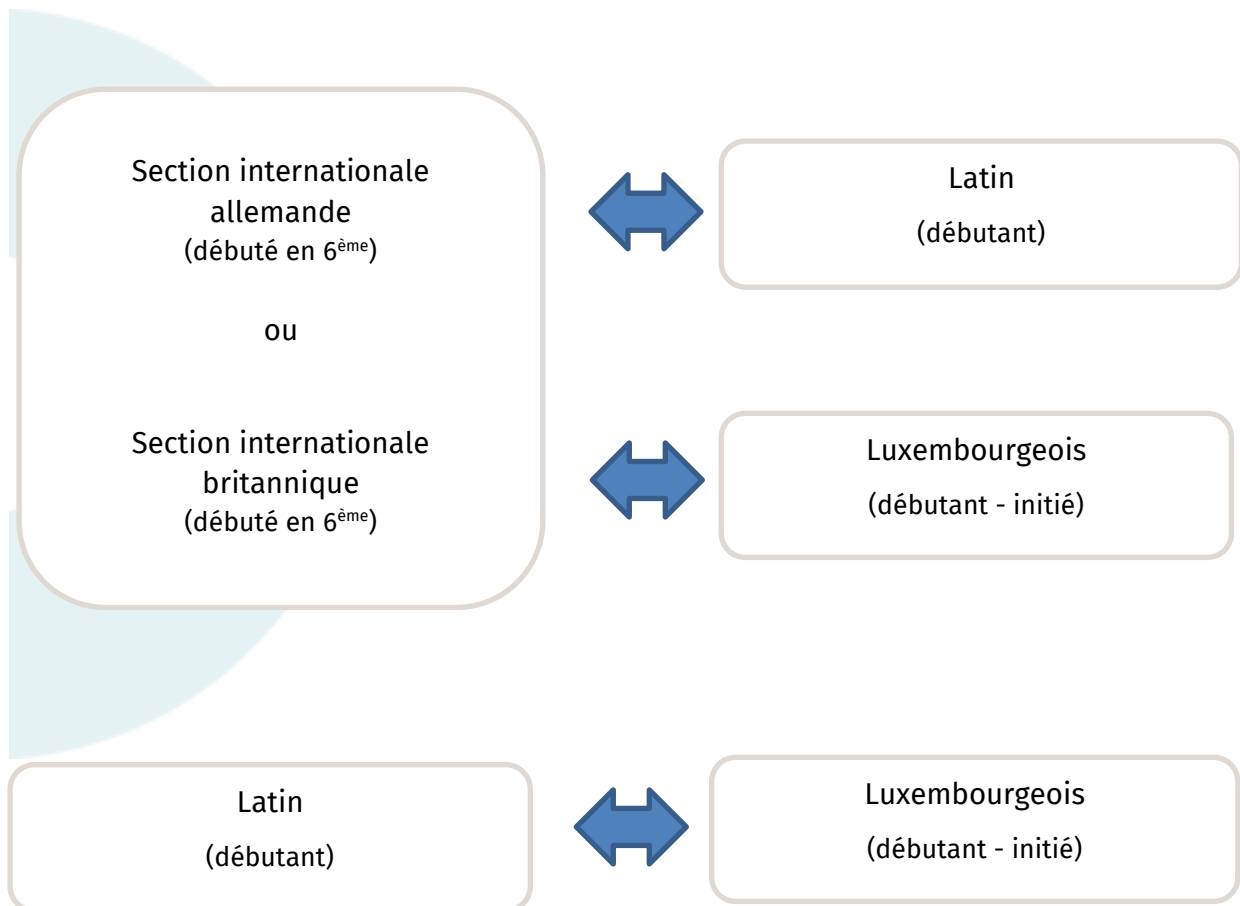 Section internationale
allemande
(débuté en 6ème)
ou
Section internationale
britannique
(débuté en 6ème)
Latin
(débutant)
Luxembourgeois
(débutant - initié)
Latin
(débutant)
Luxembourgeois
(débutant - initié)